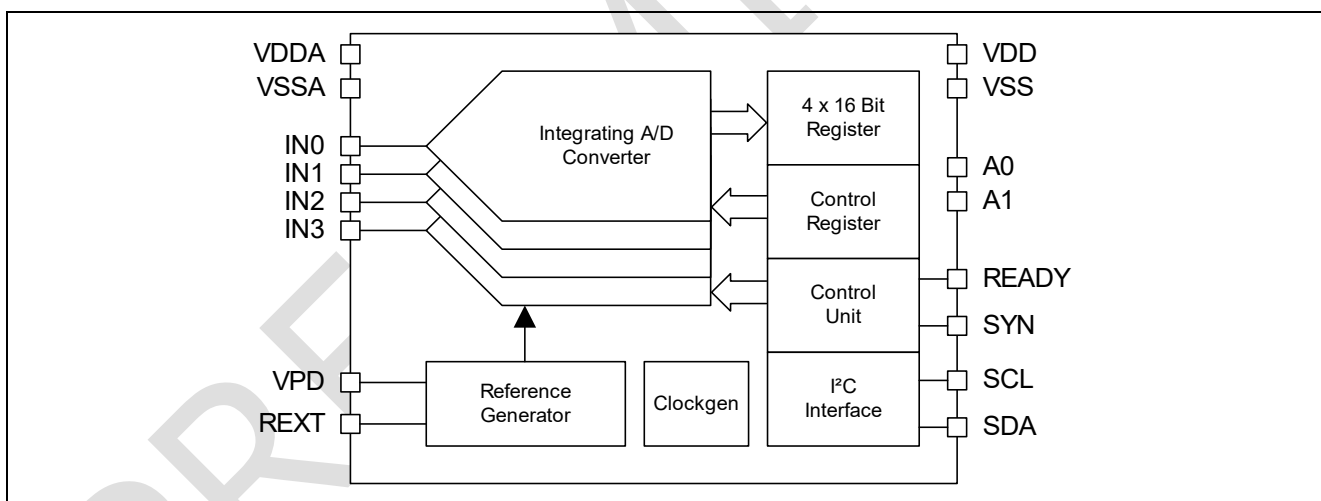 VDDA
VSSA
IN0
IN1
IN2
IN3
VPD
REXT
Integrating A/D
Converter
Reference
Generator
Clockgen
4 x 16 Bit
Register
Control
Register
Control
Unit
I²C
Interface
VDD
VSS
A0
A1
READY
SYN
SCL
SDA